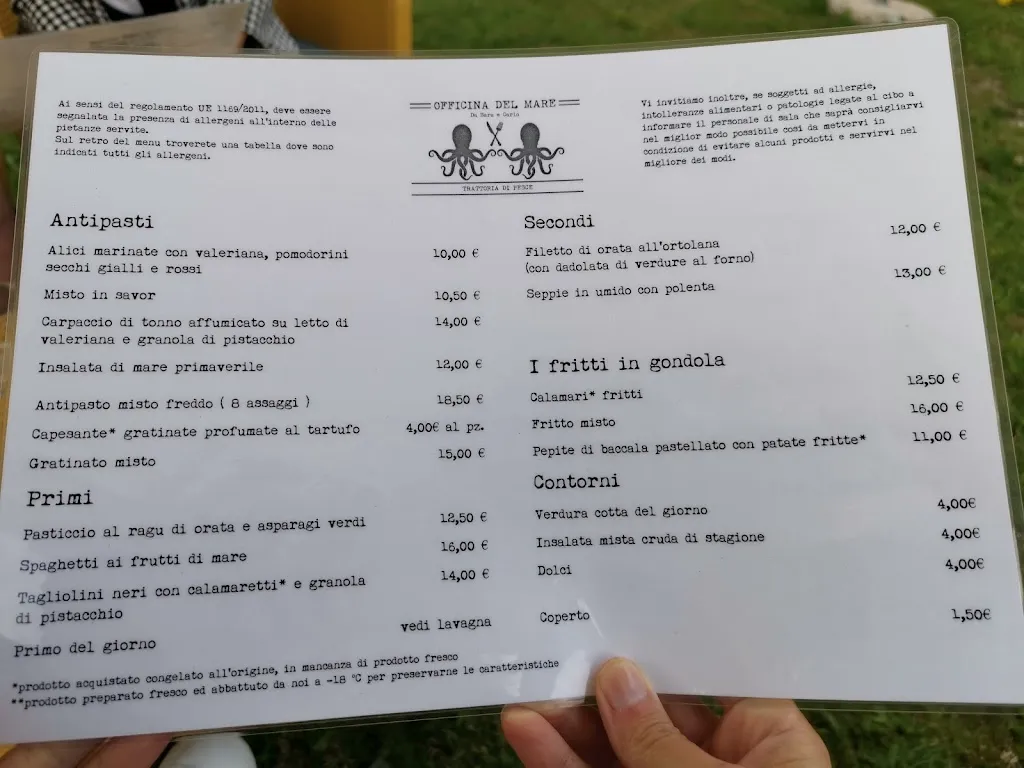 Ai sensi del regolamento UE 1169/2011, deve essere
segnalata la presenza di allergeni all'interno delle
pietanze servite.
Sul retro del menu troverete una tabella dove sono
indicati tutti gli allergeni.
OFFICINA DEL MARE
Da Sara e Dario
TRATTORIA DI PESCE
Vi invitiamo inoltre, se soggetti ad allergie,
intolleranze alimentari o patologie legate al cibo a
informare il personale di sala che saprà consigliarvi
nel miglior modo possibile così da mettervi in
condizione di evitare alcuni prodotti e servirvi nel
migliore dei modi.
Antipasti
Alici marinate con valeriana, pomodorini 10,00 €
secchi gialli e rossi
Misto in savor 10,50 €
Carpaccio di tonno affumicato su letto di 14,00 €
valeriana e granola di pistacchio
Insalata di mare primaverile 12,00 €
Antipasto misto freddo ( 8 assaggi ) 18,50 €
Capesante* gratinate profumate al tartufo 4,00€ al pz.
Gratinato misto 15,00 €
Primi
Pasticcio al ragu di orata e asparagi verdi 12,50 €
Spaghetti ai frutti di mare 16,00 €
Tagliolini neri con calamaretti* e granola 14,00 €
di pistacchio
Primo del giorno vedi lavagna
*prodotto acquistato congelato all'origine, in mancanza di prodotto fresco
**prodotto preparato fresco ed abbattuto da noi a -18 °C per preservarne le caratteristiche
Secondi
Filetto di orata all'ortolana 12,00 €
(con dadolata di verdure al forno)
Seppie in umido con polenta 13,00 €
I fritti in gondola
Calamari* fritti 12,50 €
Fritto misto 16,00 €
Pepite di baccala pastellato con patate fritte* 11,00 €
Contorni
Verdura cotta del giorno 4,00€
Insalata mista cruda di stagione 4,00€
Dolci 4,00€
Coperto 1,50€